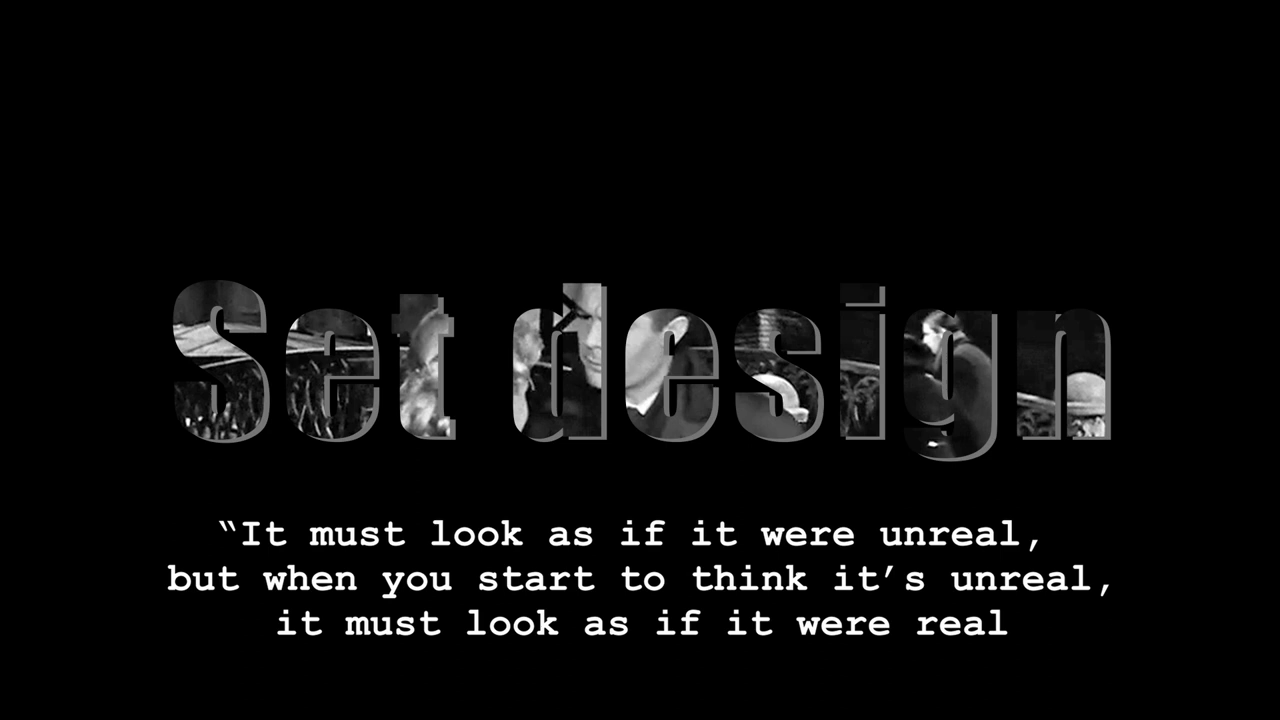 Set design
“It must look as if it were unreal,
but when you start to think it’s unreal,
it must look as if it were real